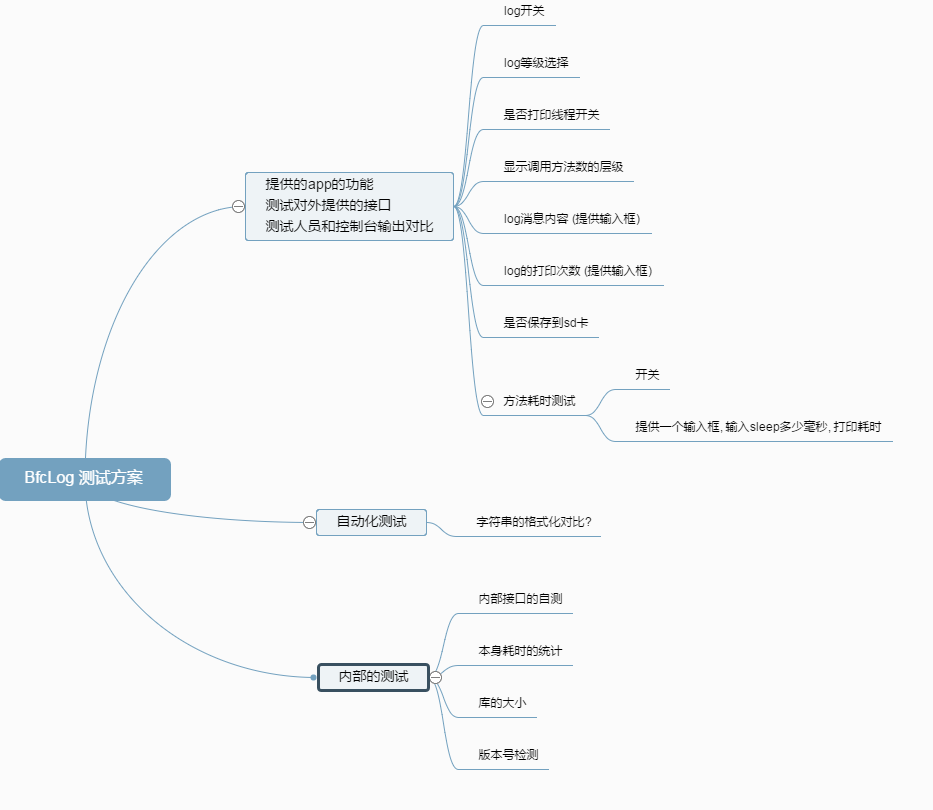 BfcLog 测试方案
提供的app的功能
测试对外提供的接口
测试人员和控制台输出对比
log开关
log等级选择
是否打印线程开关
显示调用方法数的层级
log消息内容 (提供输入框)
log的打印次数 (提供输入框)
是否保存到sd卡
方法耗时测试
开关
提供一个输入框, 输入sleep多少毫秒, 打印耗时
自动化测试
字符串的格式化对比?
内部的测试
内部接口的自测
本身耗时的统计
库的大小
版本号检测